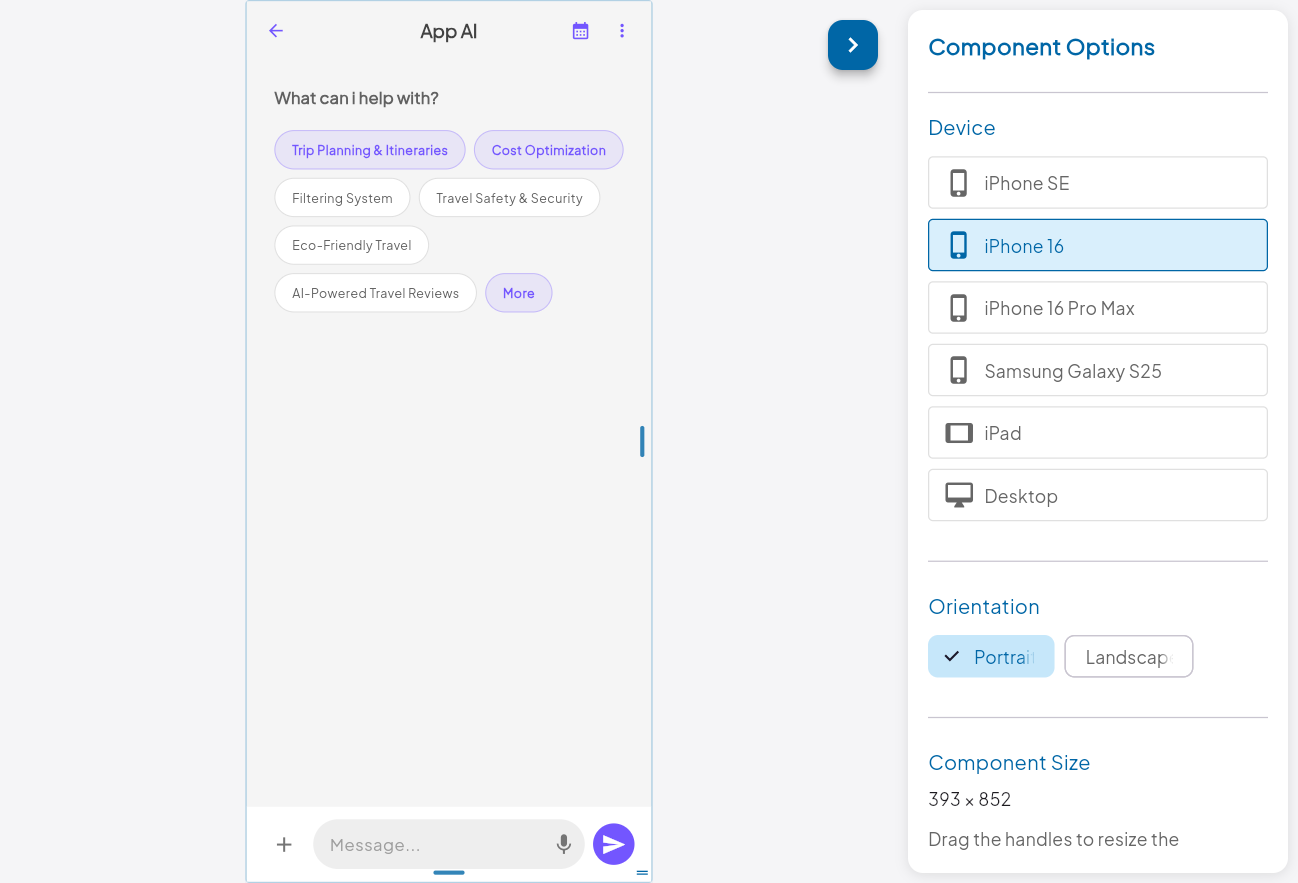 App AI
What can i help with?
Trip Planning & Itineraries
Cost Optimization
Filtering System
Travel Safety & Security
Eco-Friendly Travel
AI-Powered Travel Reviews
More
Message...
Component Options
Device
iPhone SE
iPhone 16
iPhone 16 Pro Max
Samsung Galaxy S25
iPad
Desktop
Orientation
Portrait
Landscape
Component Size
393 × 852
Drag the handles to resize the